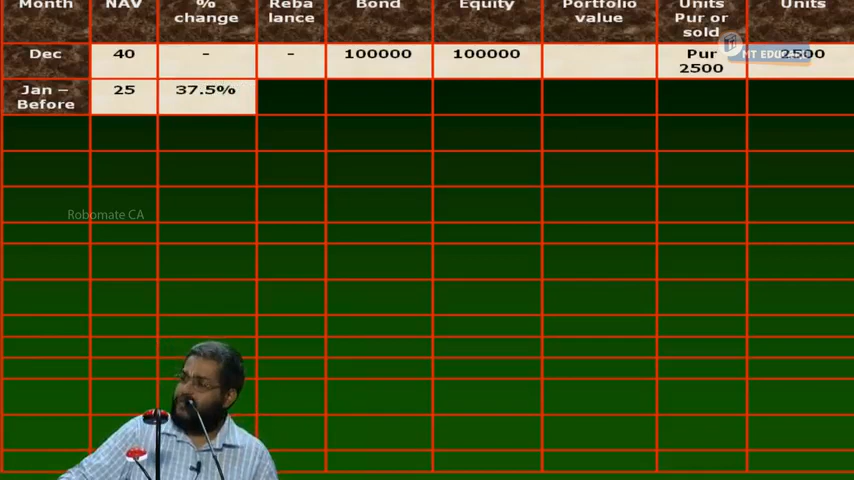 Month NAV % change Reba lance Bond Equity Portfolio value Units Pur or sold Units
Dec 40 - - 100000 100000 Pur 2500 2500
MT EDUCARE
Jan – Before 25 37.5%
Robomate CA